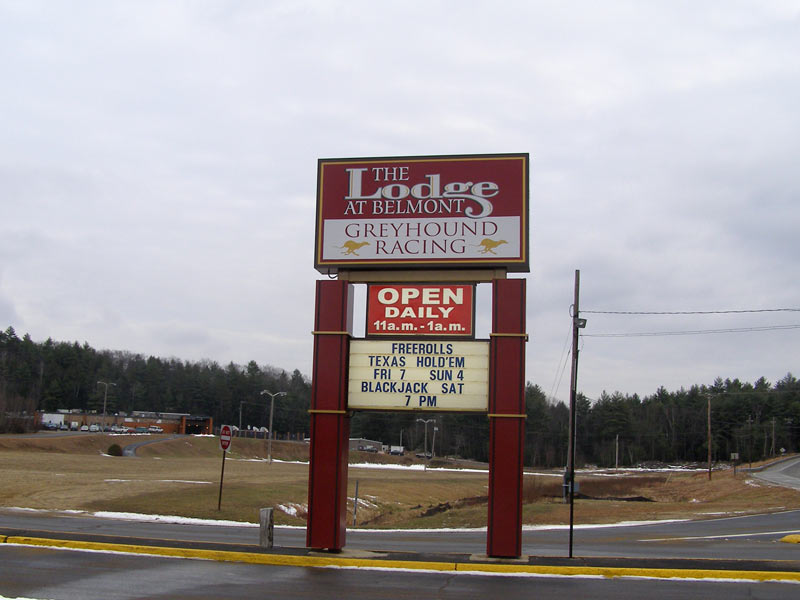 THE
Lodge
AT BELMONT
GREYHOUND
RACING
OPEN
DAILY
11a.m. - 1a.m.
FREEROLLS
TEXAS HOLD'EM
FRI 7 SUN 4
BLACKJACK SAT
7 PM